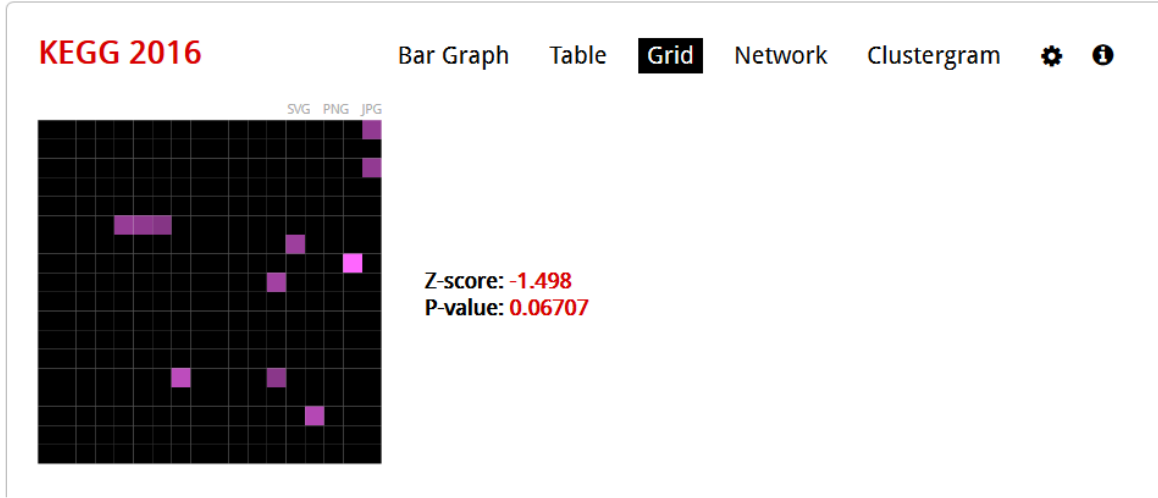 KEGG 2016
Bar Graph Table Grid Network Clustergram
SVG PNG JPG
Z-score: -1.498
P-value: 0.06707